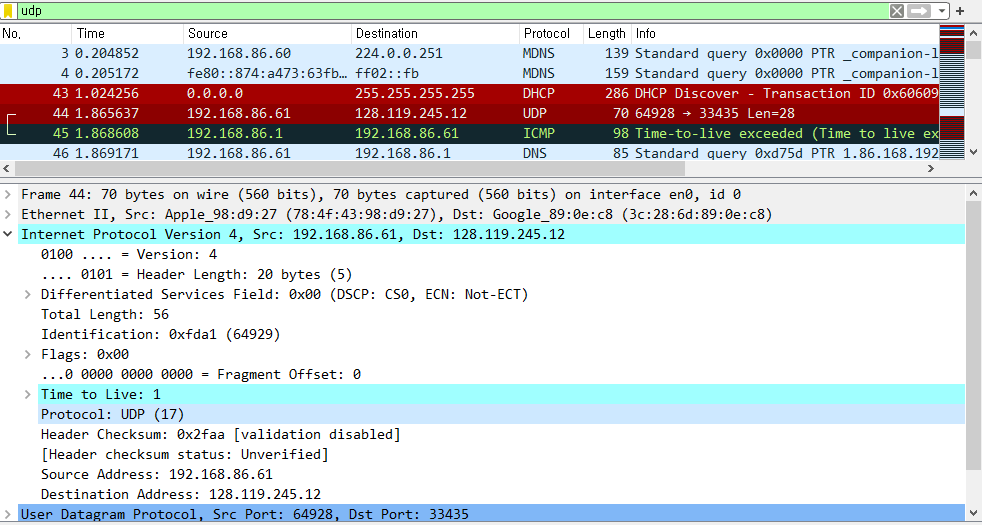 udp
No. Time Source Destination Protocol Length Info
3 0.204852 192.168.86.60 224.0.0.251 MDNS 139 Standard query 0x0000 PTR _companion-l
4 0.205172 fe80::874:a473:63fb… ff02::fb MDNS 159 Standard query 0x0000 PTR _companion-l
43 1.024256 0.0.0.0 255.255.255.255 DHCP 286 DHCP Discover - Transaction ID 0x60609
44 1.865637 192.168.86.61 128.119.245.12 UDP 70 64928 → 33435 Len=28
45 1.868608 192.168.86.1 192.168.86.61 ICMP 98 Time-to-live exceeded (Time to live ex
46 1.869171 192.168.86.61 192.168.86.1 DNS 85 Standard query 0xd75d PTR 1.86.168.192
Frame 44: 70 bytes on wire (560 bits), 70 bytes captured (560 bits) on interface en0, id 0
Ethernet II, Src: Apple_98:d9:27 (78:4f:43:98:d9:27), Dst: Google_89:0e:c8 (3c:28:6d:89:0e:c8)
Internet Protocol Version 4, Src: 192.168.86.61, Dst: 128.119.245.12
0100 .... = Version: 4
.... 0101 = Header Length: 20 bytes (5)
Differentiated Services Field: 0x00 (DSCP: CS0, ECN: Not-ECT)
Total Length: 56
Identification: 0xfda1 (64929)
Flags: 0x00
...0 0000 0000 0000 = Fragment Offset: 0
Time to Live: 1
Protocol: UDP (17)
Header Checksum: 0x2faa [validation disabled]
[Header checksum status: Unverified]
Source Address: 192.168.86.61
Destination Address: 128.119.245.12
User Datagram Protocol, Src Port: 64928, Dst Port: 33435